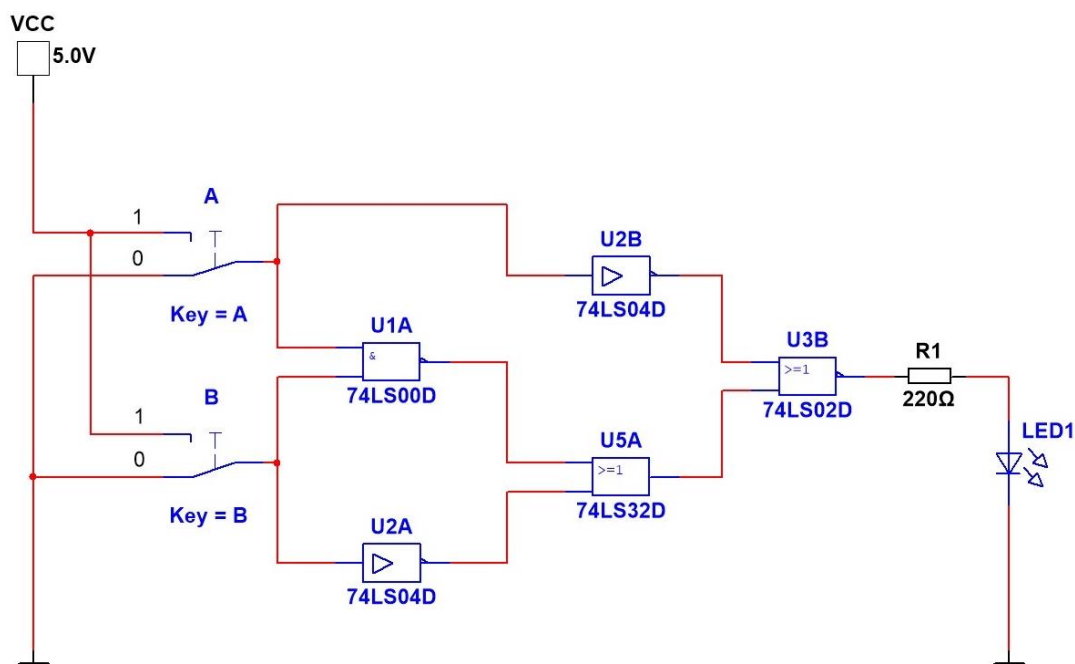 VCC
5.0V
A
1
0
Key = A
U2B
74LS04D
U1A
&
74LS00D
U3B
>=1
74LS02D
R1
220Ω
B
1
0
Key = B
U5A
>=1
74LS32D
LED1
U2A
74LS04D